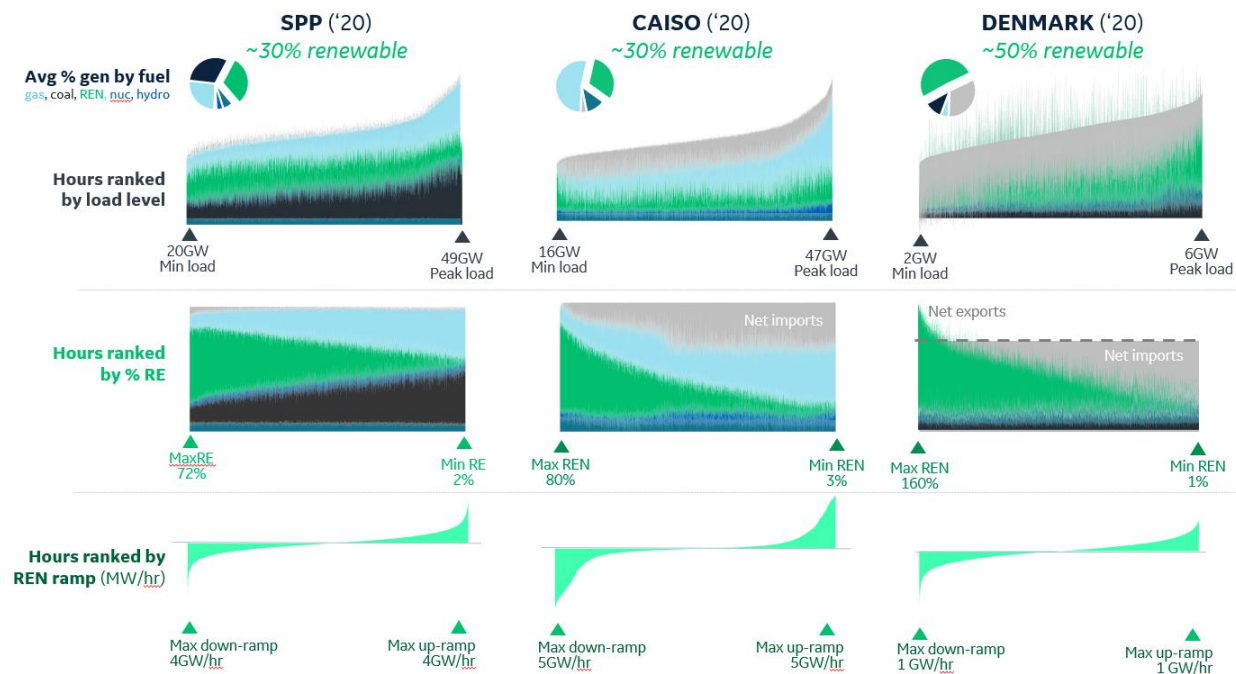 SPP ('20)
~30% renewable
CAISO ('20)
~30% renewable
DENMARK ('20)
~50% renewable
Avg % gen by fuel
gas, coal, REN, nuc, hydro
Hours ranked
by load level
20GW
Min load
49GW
Peak load
16GW
Min load
47GW
Peak load
2GW
Min load
6GW
Peak load
Hours ranked
by % RE
Net imports
Net exports
Net imports
MaxRE
72%
Min RE
2%
Max REN
80%
Min REN
3%
Max REN
160%
Min REN
1%
Hours ranked by
REN ramp (MW/hr)
Max down-ramp
4GW/hr
Max up-ramp
4GW/hr
Max down-ramp
5GW/hr
Max up-ramp
5GW/hr
Max down-ramp
1 GW/hr
Max up-ramp
1 GW/hr